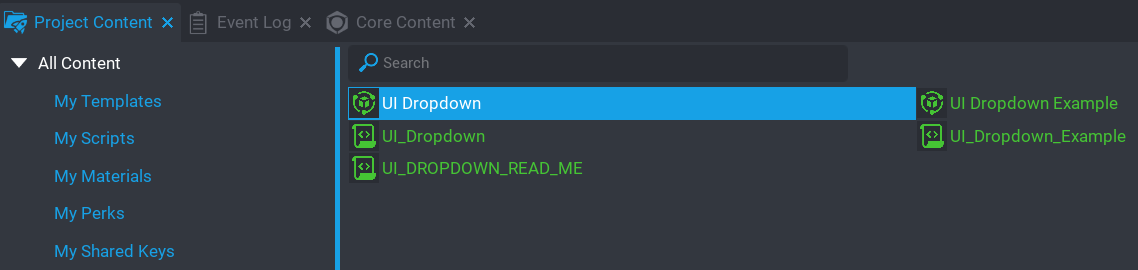 Project Content
Event Log
Core Content
All Content
My Templates
My Scripts
My Materials
My Perks
My Shared Keys
Search
UI Dropdown
UI Dropdown Example
UI_Dropdown
UI_Dropdown_Example
UI_DROPDOWN_READ_ME